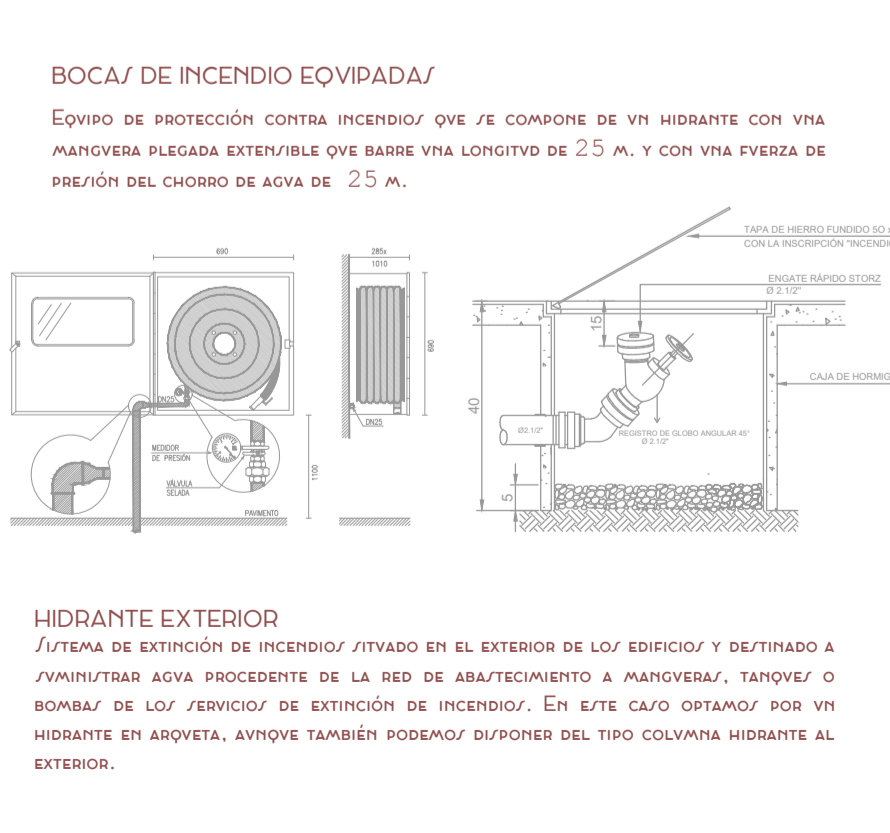 BOCAS DE INCENDIO EQVIPADAS
EQVIPO DE PROTECCIÓN CONTRA INCENDIOS QVE SE COMPONE DE VN HIDRANTE CON VNA
MANGVERA PLEGADA EXTENSIBLE QVE BARRE VNA LONGITVD DE 25 M. Y CON VNA FVERZA DE
PRESIÓN DEL CHORRO DE AGVA DE 25 M.
TAPA DE HIERRO FUNDIDO 50 x
CON LA INSCRIPCIÓN "INCENDI
690
285x
1010
ENGATE RÁPIDO STORZ
Ø 2.1/2"
15
690
CAJA DE HORMIG
DN25
DN25
40
Ø2.1/2"
REGISTRO DE GLOBO ANGULAR 45°
Ø 2.1/2"
MEDIDOR
DE PRESIÓN
VÁLVULA
SELADA
1100
5
PAVIMENTO
HIDRANTE EXTERIOR
SISTEMA DE EXTINCIÓN DE INCENDIOS SITVADO EN EL EXTERIOR DE LOS EDIFICIOS Y DESTINADO A
SVMINISTRAR AGVA PROCEDENTE DE LA RED DE ABASTECIMIENTO A MANGVERAS, TANQVES O
BOMBAS DE LOS SERVICIOS DE EXTINCIÓN DE INCENDIOS. EN ESTE CASO OPTAMOS POR VN
HIDRANTE EN ARQVETA, AVNQVE TAMBIÉN PODEMOS DISPONER DEL TIPO COLVMNA HIDRANTE AL
EXTERIOR.